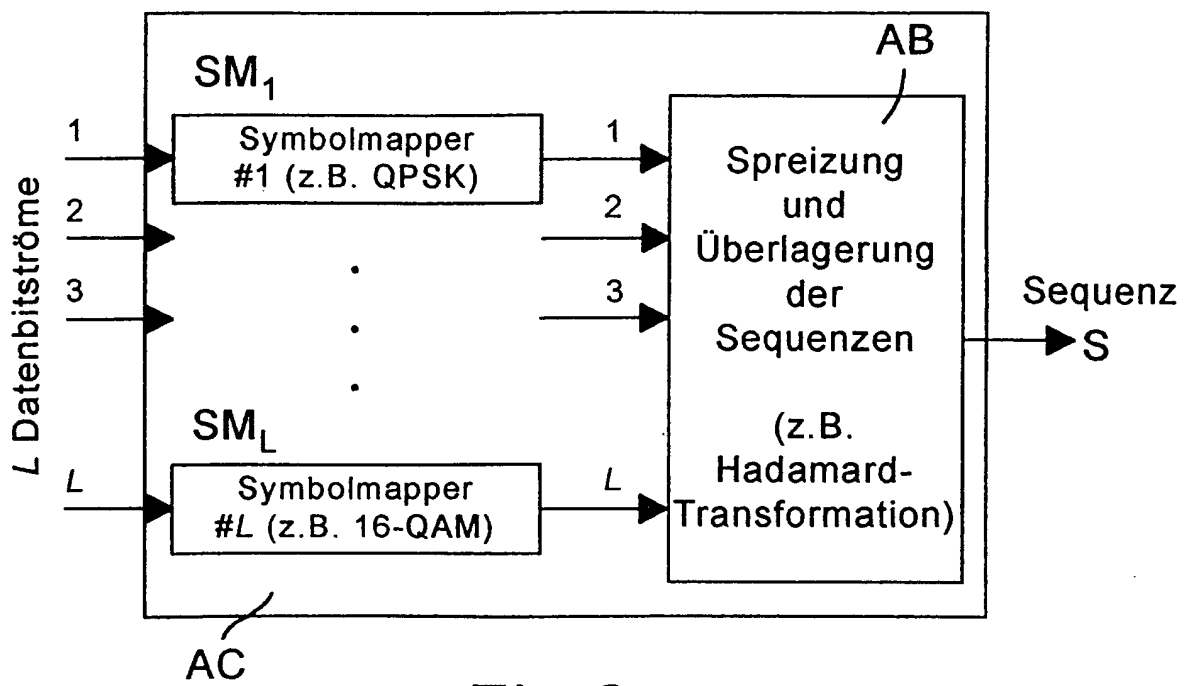 AB
SM1
1
Symbolmapper
#1 (z.B. QPSK)
1
2
2
3
3
L Datenbitströme
Spreizung
und
Überlagerung
der
Sequenzen
(z.B.
Hadamard-
Transformation)
Sequenz
S
SML
L
Symbolmapper
#L (z.B. 16-QAM)
L
AC